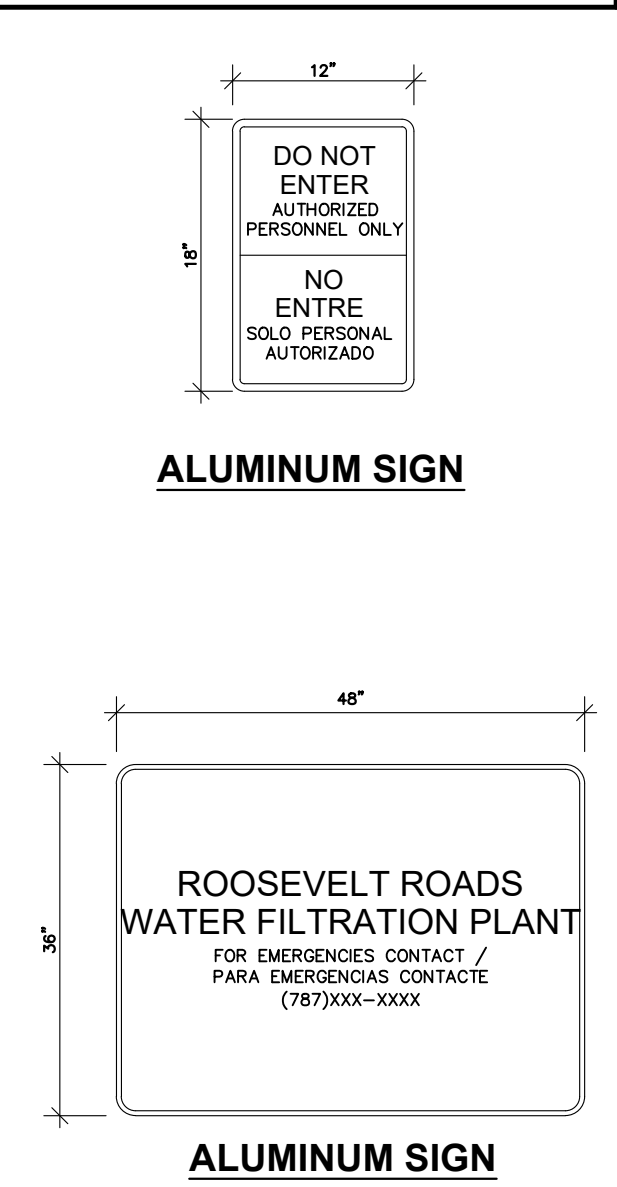 12"
18"
DO NOT
ENTER
AUTHORIZED
PERSONNEL ONLY
NO
ENTRE
SOLO PERSONAL
AUTORIZADO
ALUMINUM SIGN
48"
36"
ROOSEVELT ROADS
WATER FILTRATION PLANT
FOR EMERGENCIES CONTACT /
PARA EMERGENCIAS CONTACTE
(787)XXX-XXXX
ALUMINUM SIGN